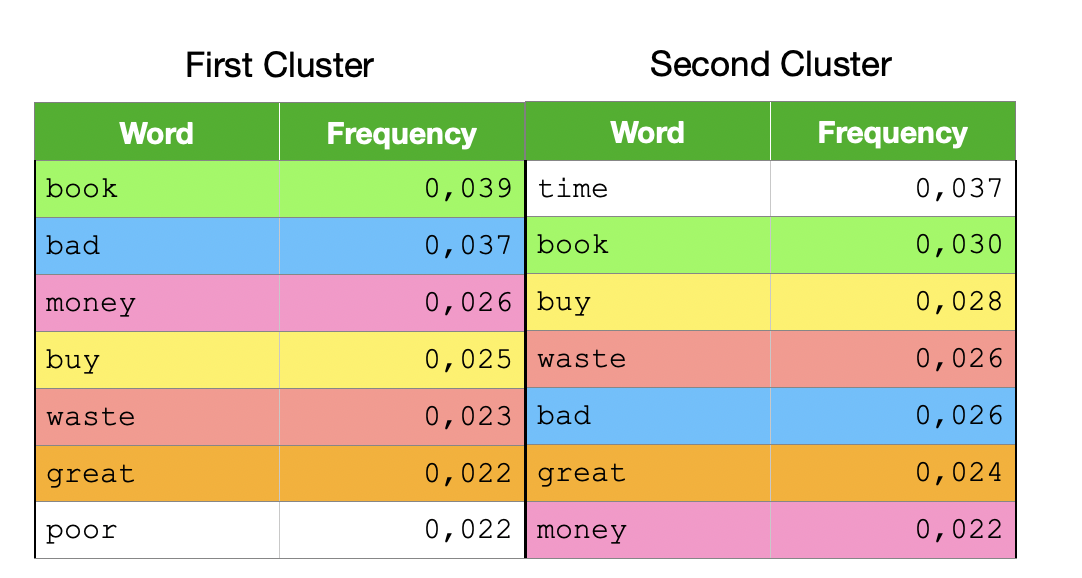 First Cluster Second Cluster
Word Frequency Word Frequency
book 0,039 time 0,037
bad 0,037 book 0,030
money 0,026 buy 0,028
buy 0,025 waste 0,026
waste 0,023 bad 0,026
great 0,022 great 0,024
poor 0,022 money 0,022